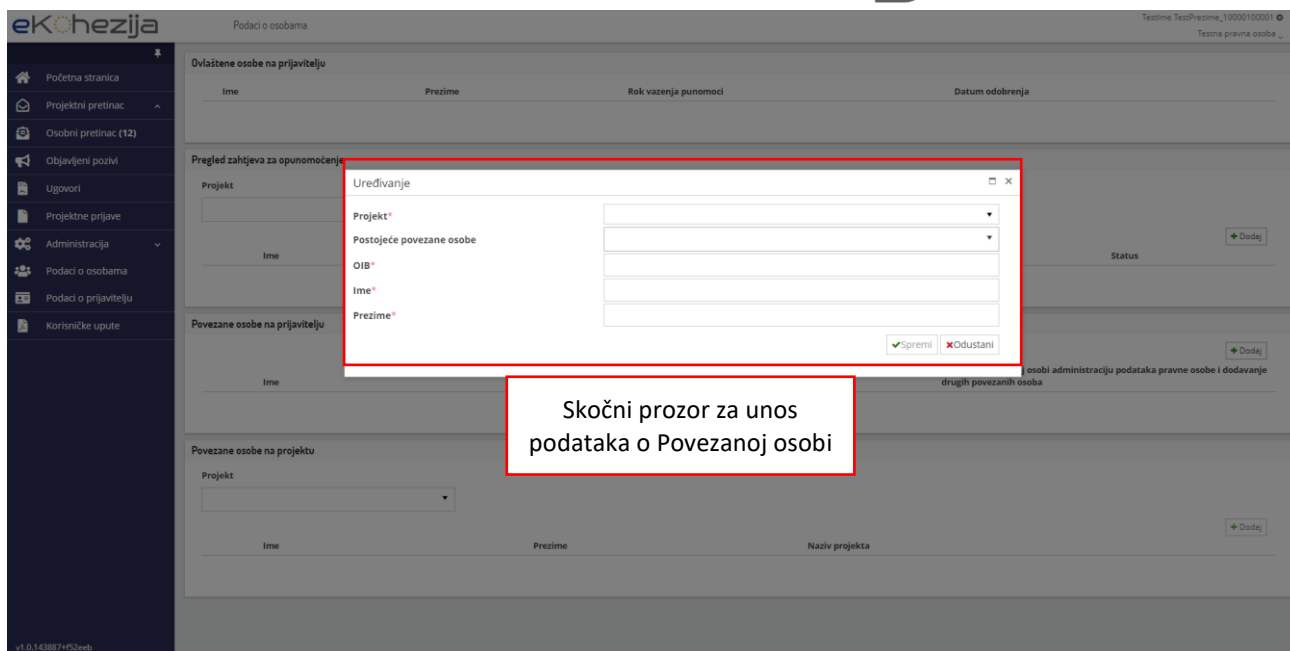 eKohezija
Podaci o osobama
TestIme TestPrezime_10000100001
Testna pravna osoba
Početna stranica
Projektni pretinac
Osobni pretinac (12)
Objavljeni pozivi
Ugovori
Projektne prijave
Administracija
Podaci o osobama
Podaci o prijavitelju
Korisničke upute
v1.0.143887+f52eeb
Ovlaštene osobe na prijavitelju
Ime Prezime Rok vazenja punomoci Datum odobrenja
Pregled zahtjeva za opunomoćenje
Projekt
+ Dodaj
Ime Status
Uređivanje
Projekt*
Postojeće povezane osobe
OIB*
Ime*
Prezime*
Spremi Odustani
Povezane osobe na prijavitelju
+ Dodaj
Ime osobi administraciju podataka pravne osobe i dodavanje
drugih povezanih osoba
Skočni prozor za unos
podataka o Povezanoj osobi
Povezane osobe na projektu
Projekt
+ Dodaj
Ime Prezime Naziv projekta